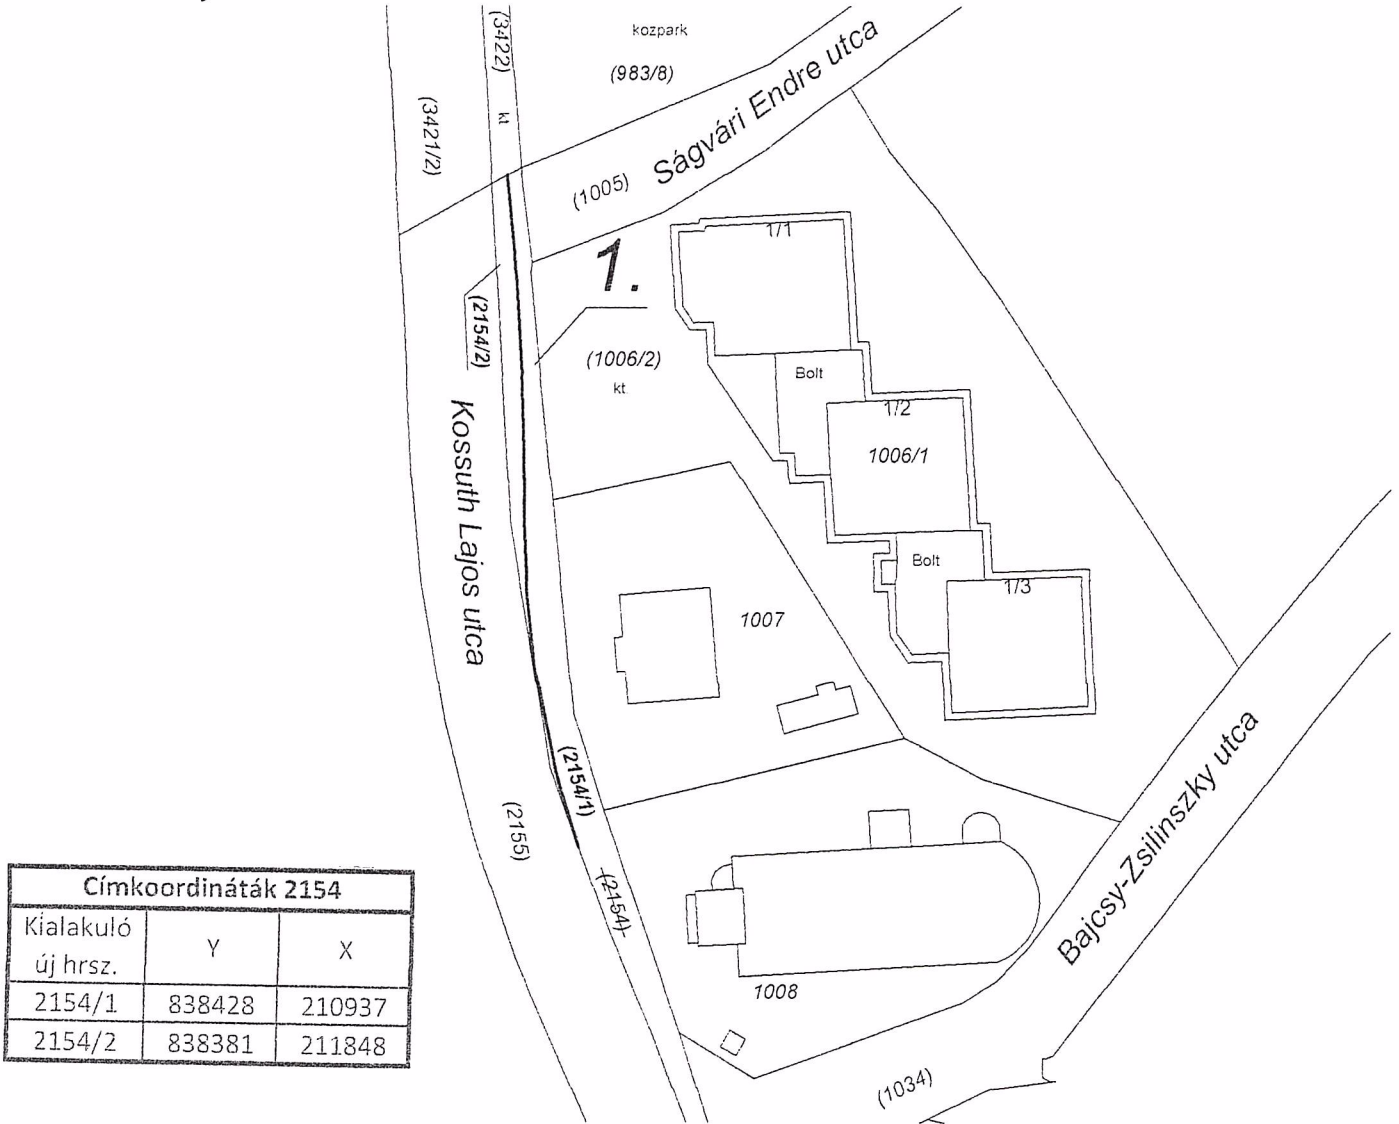 kozpark
(983/8)
(3422)
kt
(3421/2)
Ságvári Endre utca
(1005)
1.
1/1
(2154/2)
(1006/2)
kt
Bolt
1/2
1006/1
Kossuth Lajos utca
Bolt
1/3
1007
(2154/1)
(2155)
(2154)
Bajcsy-Zsilinszky utca
1008
(1034)
Címkoordináták 2154
Kialakuló
új hrsz.
Y
X
2154/1 838428 210937
2154/2 838381 211848